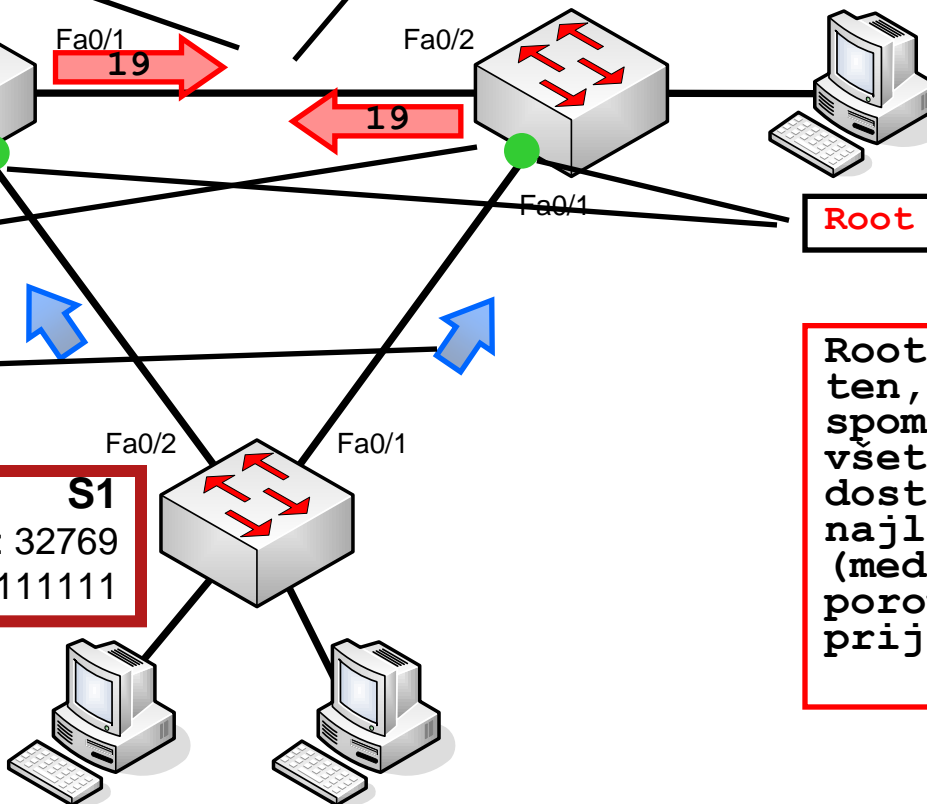 Fa0/1
Fa0/2
19
19
Fa0/1
Root
Fa0/2
Fa0/1
S1
: 32769
111111
Root
ten,
spom
všet
dost
najl
(med
poro
prij